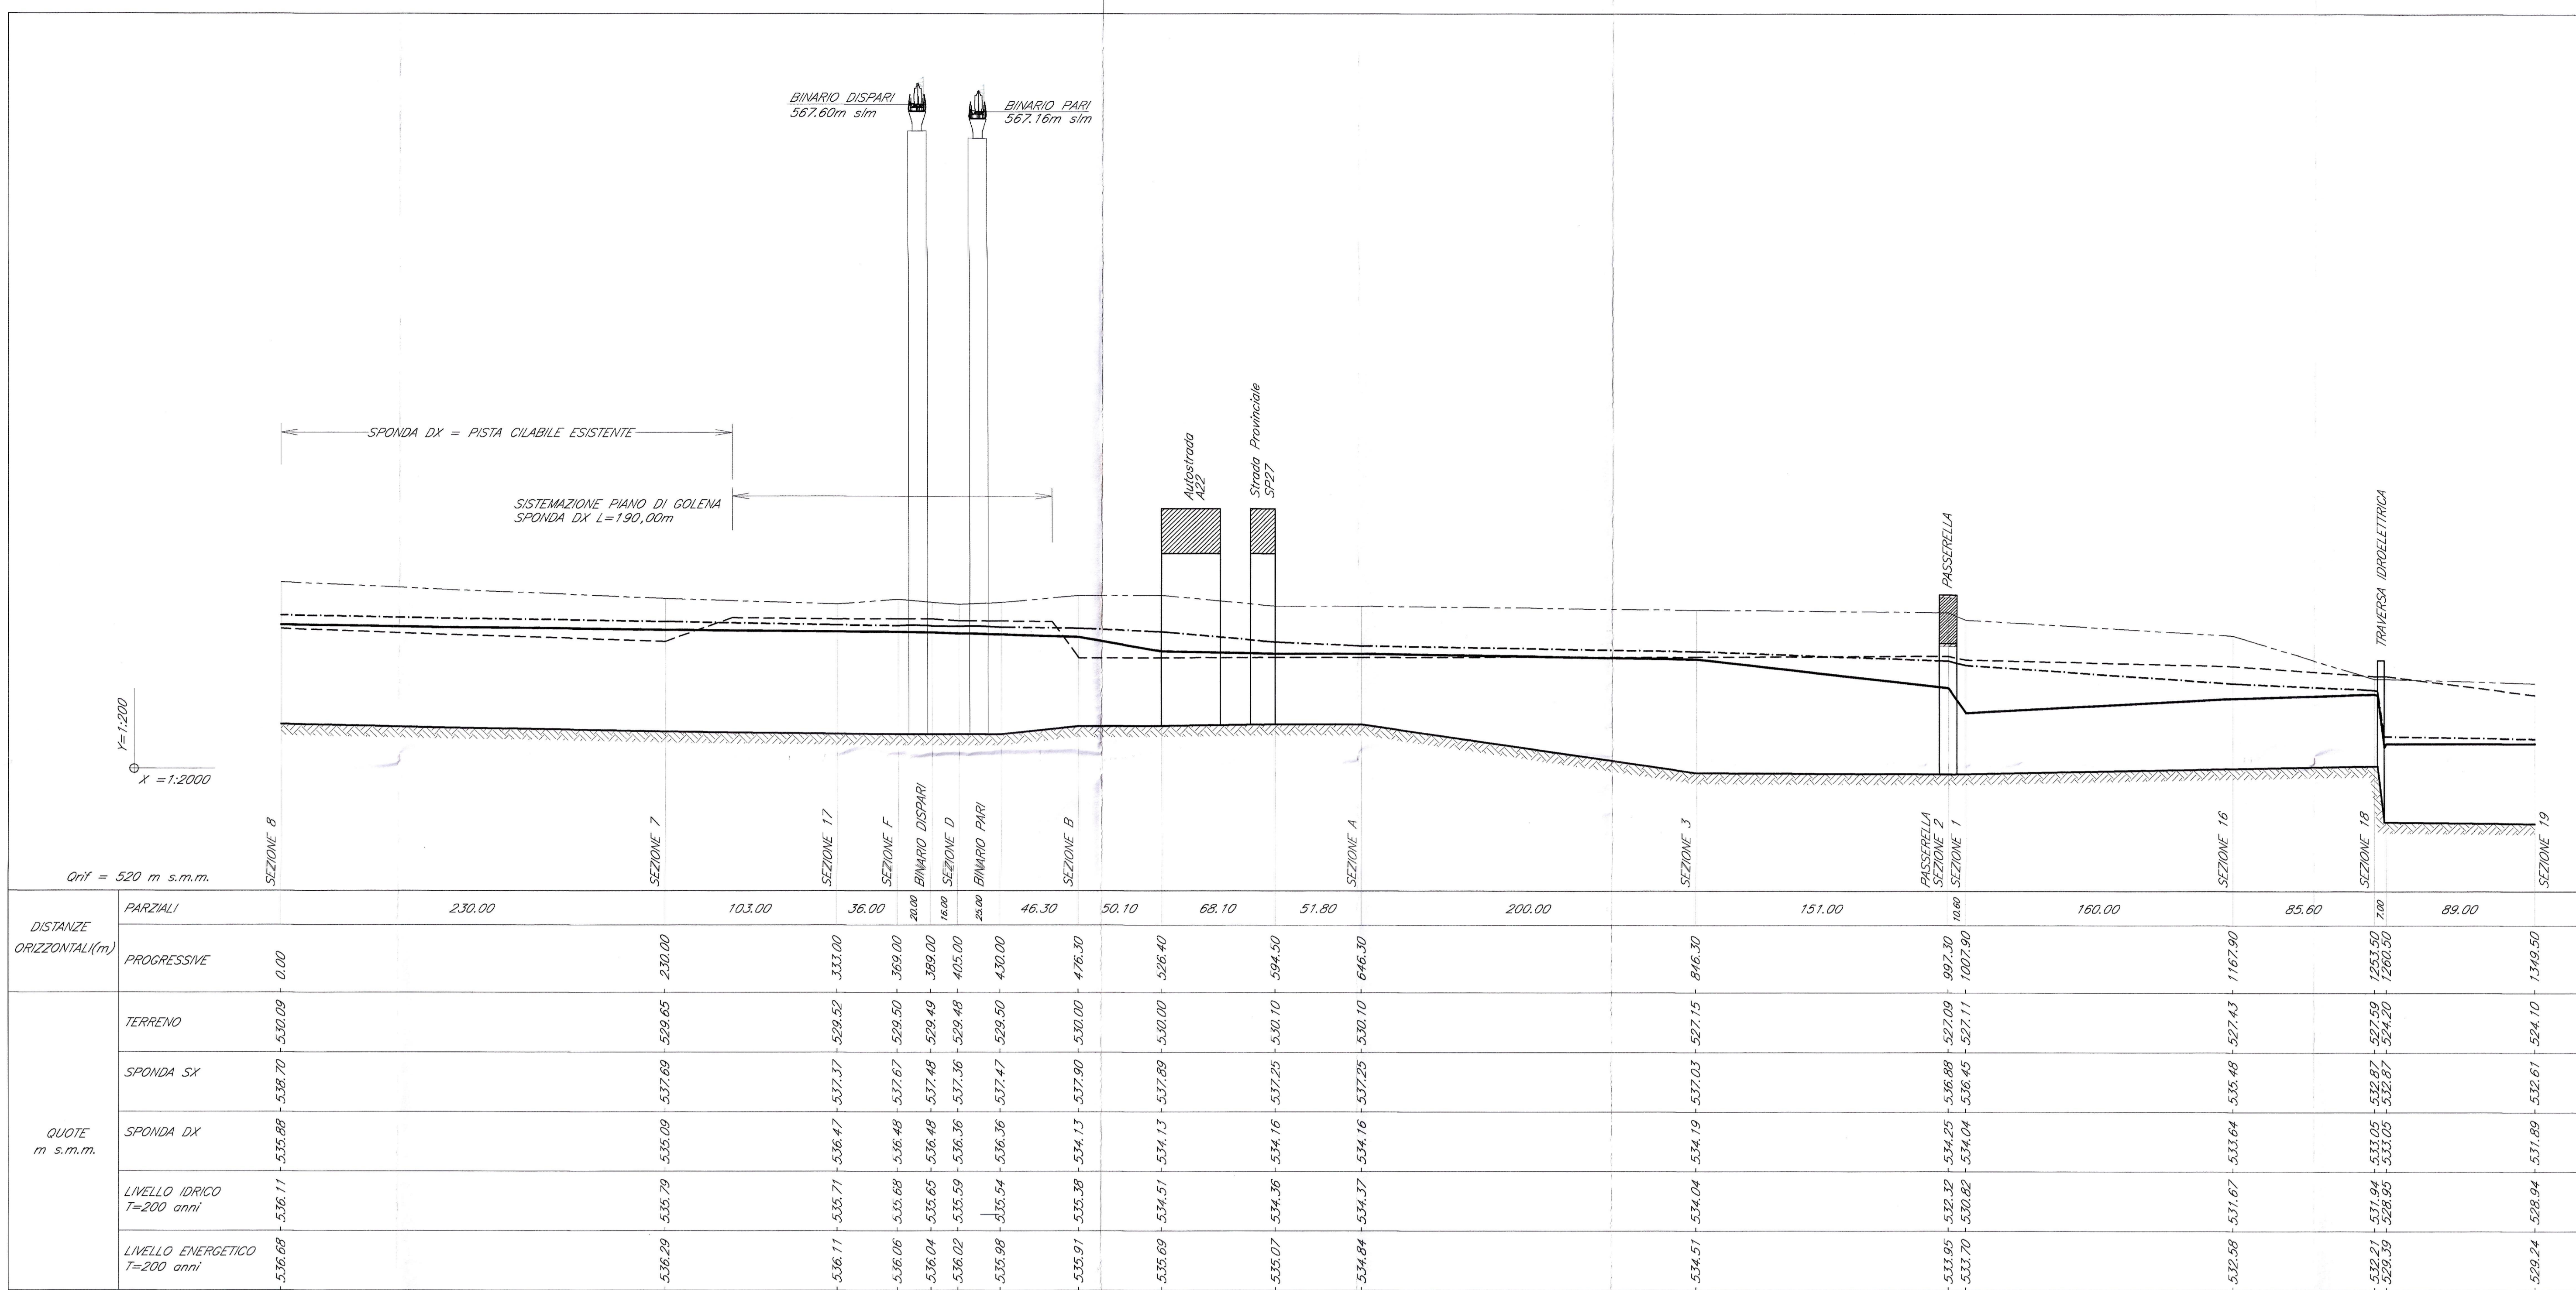 BINARIO DISPARI
567.60m slm
BINARIO PARI
567.16m slm
SPONDA DX = PISTA CILABILE ESISTENTE
SISTEMAZIONE PIANO DI GOLENA
SPONDA DX L=190,00m
Autostrada
A22
Strada Provinciale
SP27
PASSERELLA
TRAVERSA IDROELETTRICA
Y=1:200
X =1:2000
SEZIONE 8
SEZIONE 7
SEZIONE 17
SEZIONE F
BINARIO DISPARI
SEZIONE D
BINARIO PARI
SEZIONE B
SEZIONE A
SEZIONE 3
PASSERELLA
SEZIONE 2
SEZIONE 1
SEZIONE 16
SEZIONE 18
SEZIONE 19
Qrif = 520 m s.m.m.
DISTANZE
ORIZZONTALI(m)
PARZIALI 230.00 103.00 36.00 20.00 16.00 25.00 46.30 50.10 68.10 51.80 200.00 151.00 10.60 160.00 85.60 7.00 89.00
PROGRESSIVE 0.00 230.00 333.00 369.00 389.00 405.00 430.00 476.30 526.40 594.50 646.30 846.30 997.30 1007.90 1167.90 1253.50 1260.50 1349.50
QUOTE
m s.m.m.
TERRENO 530.09 529.65 529.52 529.50 529.49 529.48 529.50 530.00 530.00 530.10 530.10 527.15 527.09 527.11 527.43 527.59 524.20 524.10
SPONDA SX 538.70 537.69 537.37 537.67 537.48 537.36 537.47 537.90 537.89 537.25 537.25 537.03 536.88 536.45 535.48 532.87 532.87 532.61
SPONDA DX 535.88 535.09 536.47 536.48 536.48 536.36 536.36 534.13 534.13 534.16 534.16 534.19 534.25 534.04 533.64 533.05 533.05 531.89
LIVELLO IDRICO
T=200 anni 536.11 535.79 535.71 535.68 535.65 535.59 535.54 535.38 534.51 534.36 534.37 534.04 532.32 530.82 531.67 531.94 528.95 528.94
LIVELLO ENERGETICO
T=200 anni 536.68 536.29 536.11 536.06 536.04 536.02 535.98 535.91 535.69 535.07 534.84 534.51 533.95 533.70 532.58 532.21 529.39 529.24